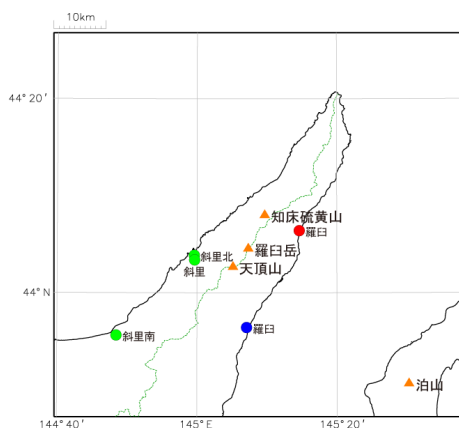 10km
44°20'
知床硫黄山
羅臼
斜里北
羅臼岳
斜里
天頂山
44°N
羅臼
斜里南
泊山
144°40'
145°E
145°20'